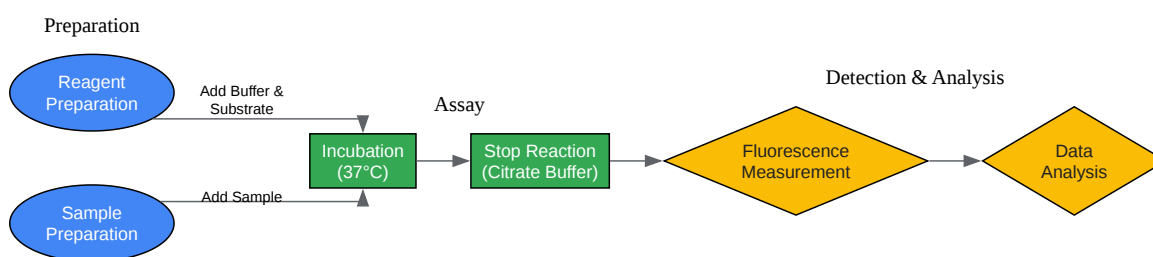 Preparation
Reagent
Preparation
Add Buffer &
Substrate
Sample
Preparation
Add Sample
Assay
Incubation
(37°C)
Stop Reaction
(Citrate Buffer)
Detection & Analysis
Fluorescence
Measurement
Data
Analysis